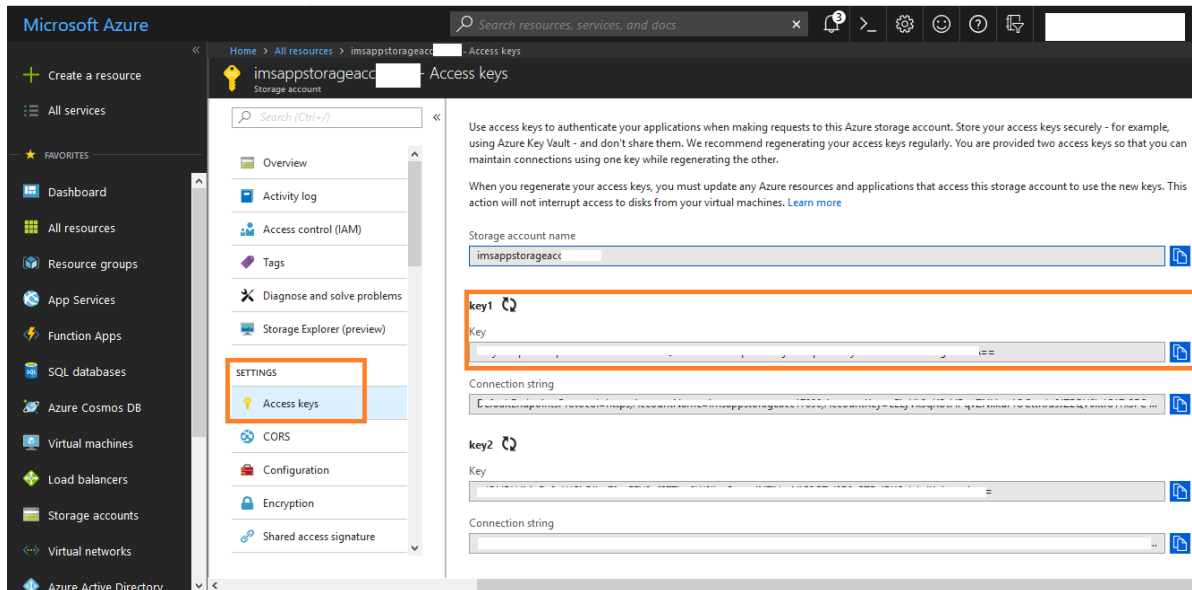 Microsoft Azure
Search resources, services, and docs
3
Home > All resources > imsappstorageacc - Access keys
Create a resource
All services
FAVORITES
Dashboard
All resources
Resource groups
App Services
Function Apps
SQL databases
Azure Cosmos DB
Virtual machines
Load balancers
Storage accounts
Virtual networks
Azure Active Directory
imsappstorageacc - Access keys
Storage account
Search (Ctrl+/)
Overview
Activity log
Access control (IAM)
Tags
Diagnose and solve problems
Storage Explorer (preview)
SETTINGS
Access keys
CORS
Configuration
Encryption
Shared access signature
Use access keys to authenticate your applications when making requests to this Azure storage account. Store your access keys securely - for example,
using Azure Key Vault - and don't share them. We recommend regenerating your access keys regularly. You are provided two access keys so that you can
maintain connections using one key while regenerating the other.
When you regenerate your access keys, you must update any Azure resources and applications that access this storage account to use the new keys. This
action will not interrupt access to disks from your virtual machines. Learn more
Storage account name
imsappstorageacc
key1
Key
==
Connection string
key2
Key
=
Connection string
..